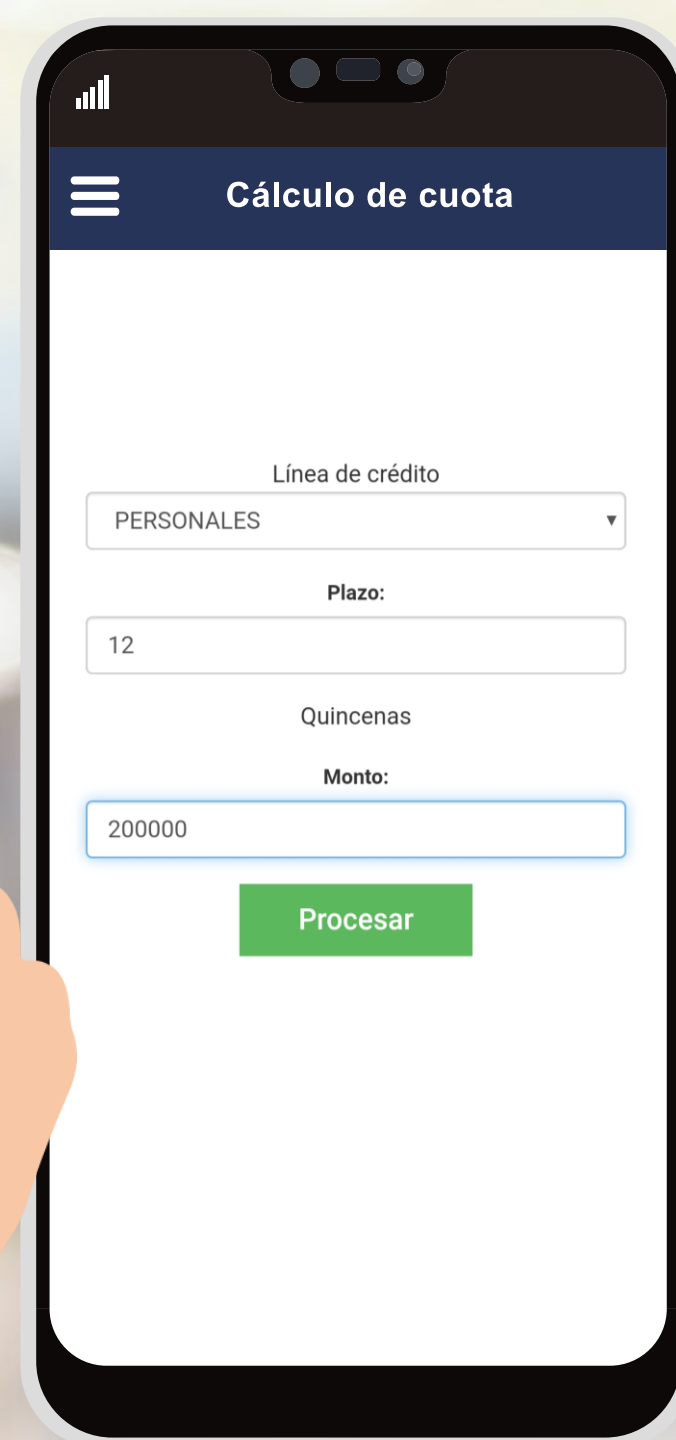 Cálculo de cuota
Línea de crédito
PERSONALES
Plazo:
12
Quincenas
Monto:
200000
Procesar